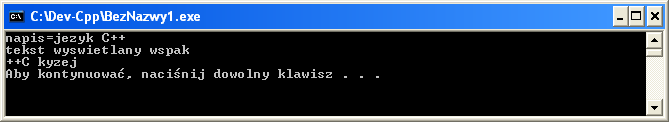 C:\Dev-Cpp\BezNazwy1.exe
napis=jezyk C++
tekst wyswietlany wspak
++C kyzej
Aby kontynuować, naciśnij dowolny klawisz . . .